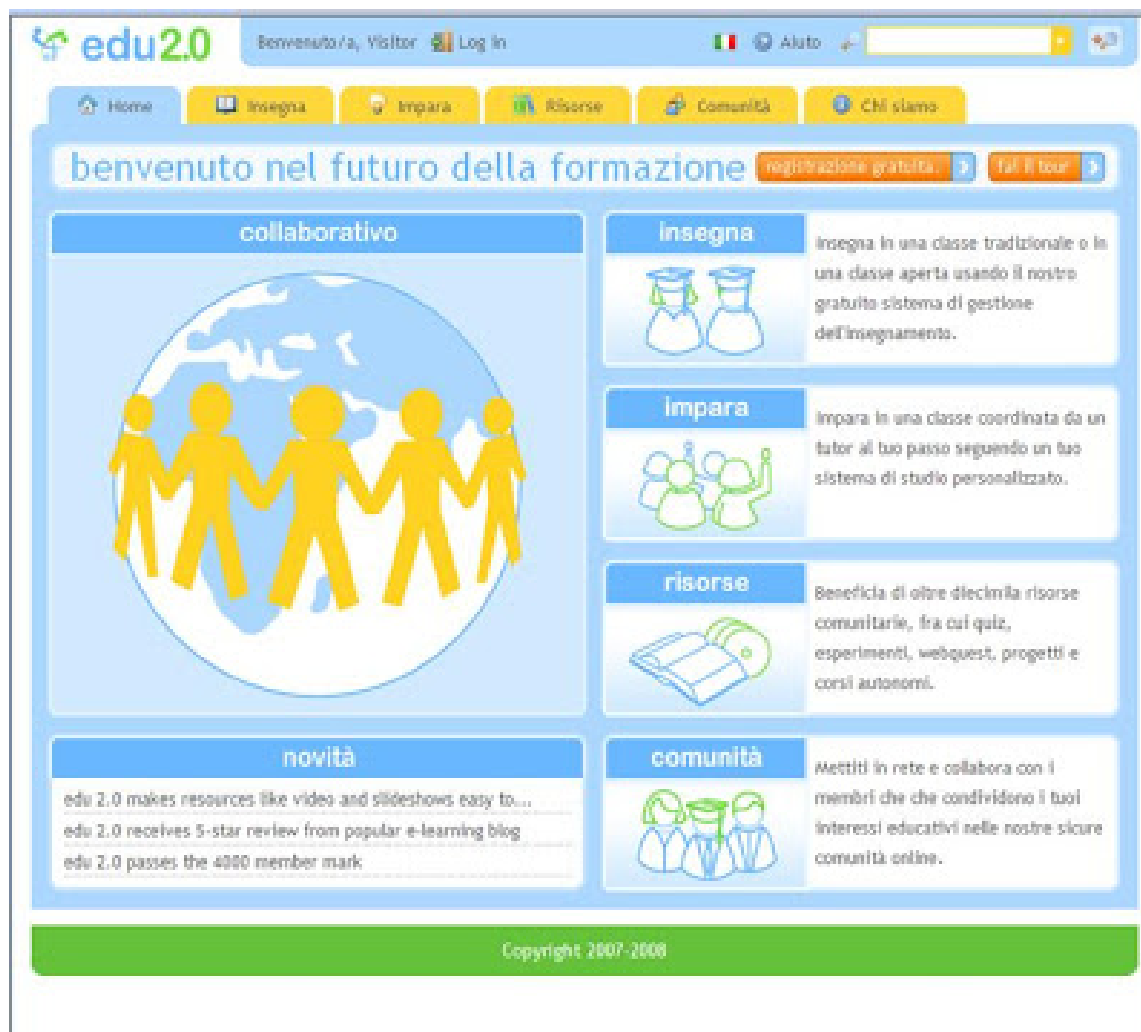 edu2.0
Benvenuto/a, Visitor Log in
Aiuto
Home
Insegna
Impara
Risorse
Comunità
Chi siamo
benvenuto nel futuro della formazione
registrazione gratuita.
fai il tour
collaborativo
insegna
Insegna in una classe tradizionale o in
una classe aperta usando il nostro
gratuito sistema di gestione
dell'insegnamento.
impara
Impara in una classe coordinata da un
tutor al tuo passo seguendo un tuo
sistema di studio personalizzato.
risorse
Beneficia di oltre diecimila risorse
comunitarie, fra cui quiz,
esperimenti, webquest, progetti e
corsi autonomi.
novità
edu 2.0 makes resources like video and slideshows easy to...
edu 2.0 receives 5-star review from popular e-learning blog
edu 2.0 passes the 4000 member mark
comunità
Mettiti in rete e collabora con i
membri che che condividono i tuoi
interessi educativi nelle nostre sicure
comunità online.
Copyright 2007-2008